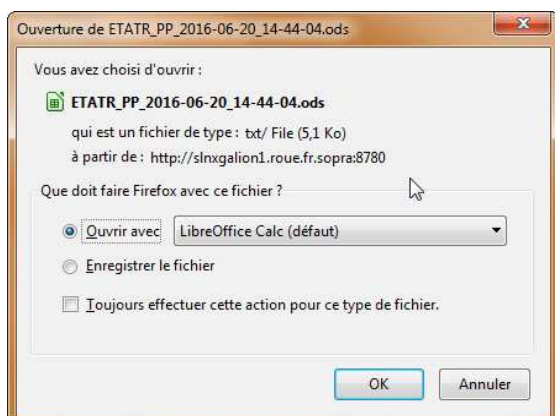 Ouverture de ETATR_PP_2016-06-20_14-44-04.ods
Vous avez choisi d'ouvrir :
ETATR_PP_2016-06-20_14-44-04.ods
qui est un fichier de type : txt/ File (5,1 Ko)
à partir de : http://slnxgalion1.roue.fr.sopra:8780
Que doit faire Firefox avec ce fichier ?
Ouvrir avec LibreOffice Calc (défaut)
Enregistrer le fichier
Toujours effectuer cette action pour ce type de fichier.
OK Annuler